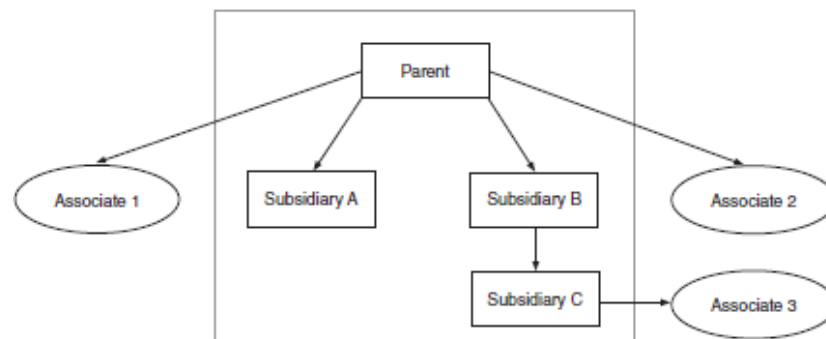 Parent
Associate 1
Subsidiary A
Subsidiary B
Associate 2
Subsidiary C
Associate 3